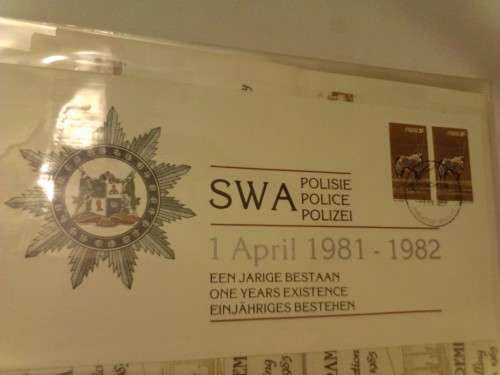 SWA
POLISIE
POLICE
POLIZEI
1 April 1981 - 1982
EEN JARIGE BESTAAN
ONE YEARS EXISTENCE
EINJÄHRIGES BESTEHEN